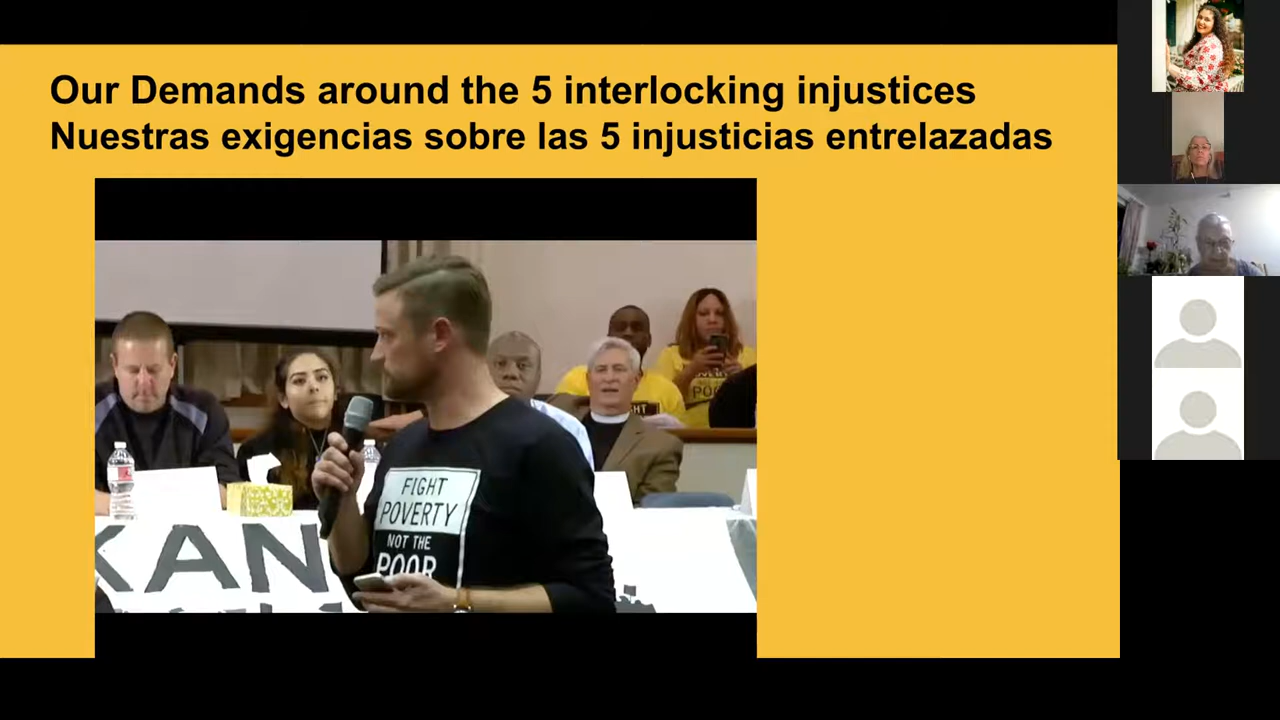 Our Demands around the 5 interlocking injustices
Nuestras exigencias sobre las 5 injusticias entrelazadas
FIGHT
POVERTY
NOT THE
POOR
KAN